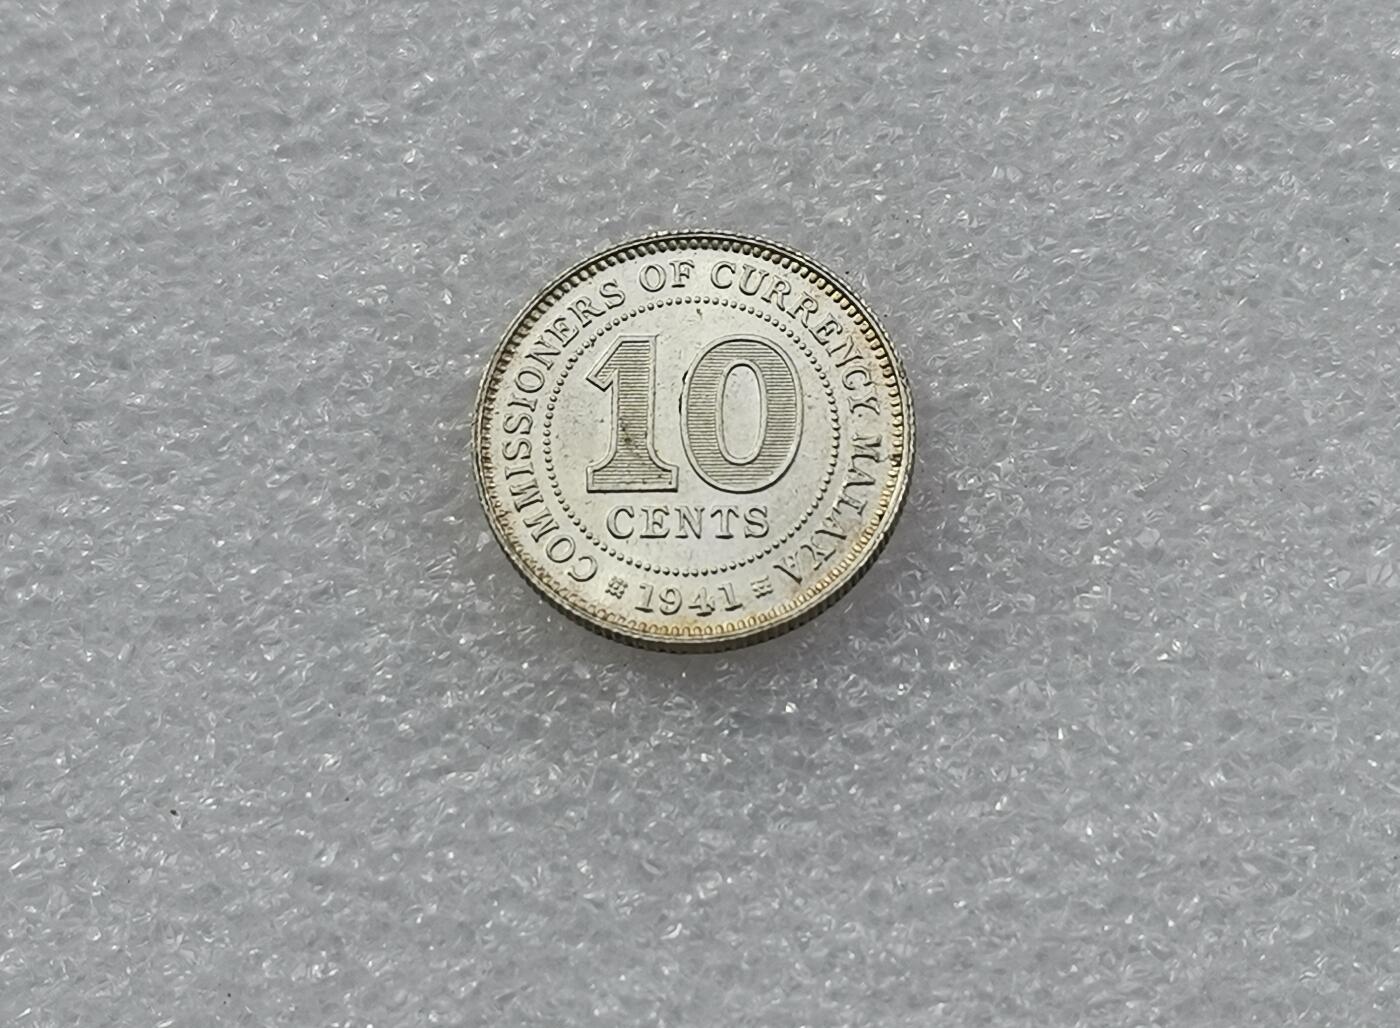 COMMISSIONERS OF CURRENCY MALAYA
10
CENTS
1941